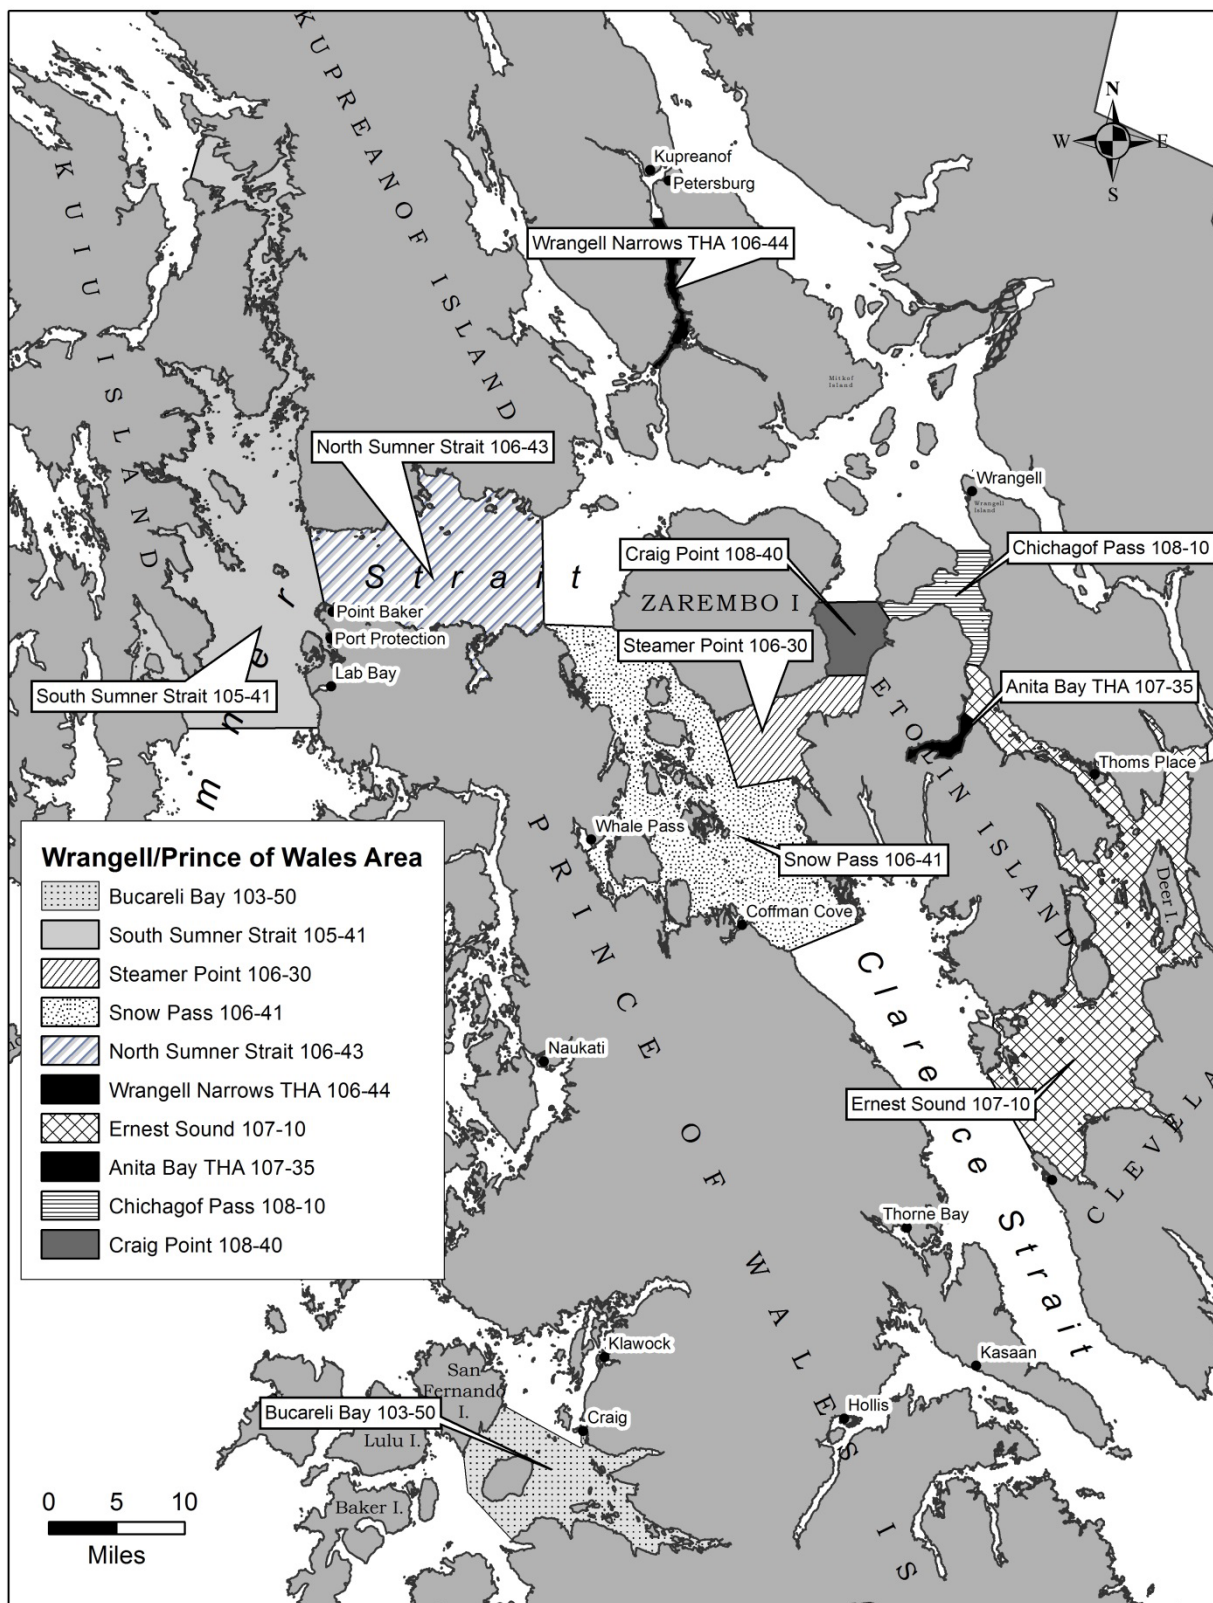 KUPREANOF ISLAND
KUIU ISLAND
N
W E
S
Kupreanof
Petersburg
Wrangell Narrows THA 106-44
Mitkof
Island
North Sumner Strait 106-43
Wrangell
Wrangell
Island
Craig Point 108-40
Chichagof Pass 108-10
Strait
ZAREMBO I
Point Baker
Steamer Point 106-30
Port Protection
Lab Bay
South Sumner Strait 105-41
mner
Anita Bay THA 107-35
ETOLIN ISLAND
Thoms Place
Whale Pass
Snow Pass 106-41
Deer I.
Coffman Cove
Wrangell/Prince of Wales Area
Bucareli Bay 103-50
South Sumner Strait 105-41
Steamer Point 106-30
Snow Pass 106-41
North Sumner Strait 106-43
Wrangell Narrows THA 106-44
Ernest Sound 107-10
Anita Bay THA 107-35
Chichagof Pass 108-10
Craig Point 108-40
PRINCE OF WALES IS
Clarence Strait
Naukati
Ernest Sound 107-10
CLEVELA
Thorne Bay
Klawock
Kasaan
San
Fernando
I.
Bucareli Bay 103-50
Craig
Hollis
Lulu I.
Baker I.
0 5 10
Miles